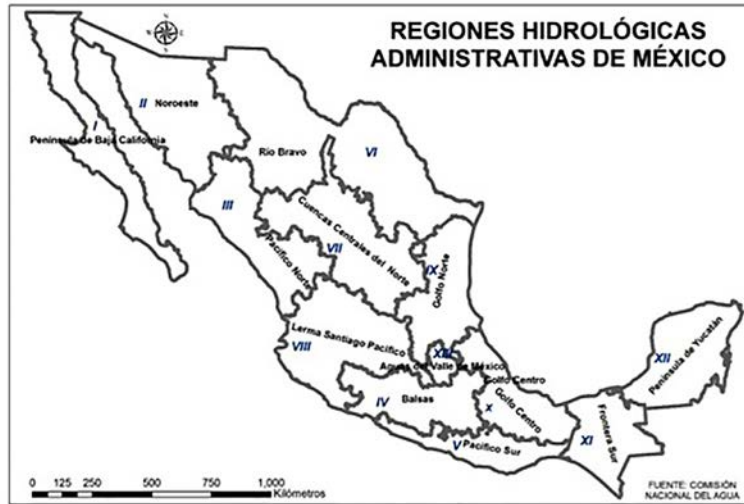 REGIONES HIDROLÓGICAS
ADMINISTRATIVAS DE MÉXICO
II Noroeste
I
Península de Baja California
Río Bravo
VI
III
Cuencas Centrales del Norte
VII
Pacífico Norte
IX
Golfo Norte
Lerma Santiago Pacífico
VIII
XIII
Aguas del Valle de México
Golfo Centro
Golfo Centro
X
IV
Balsas
V
Pacífico Sur
XI
Frontera Sur
XII
Península de Yucatán
0 125 250 500 750 1,000
Kilómetros
FUENTE: COMISIÓN
NACIONAL DEL AGUA